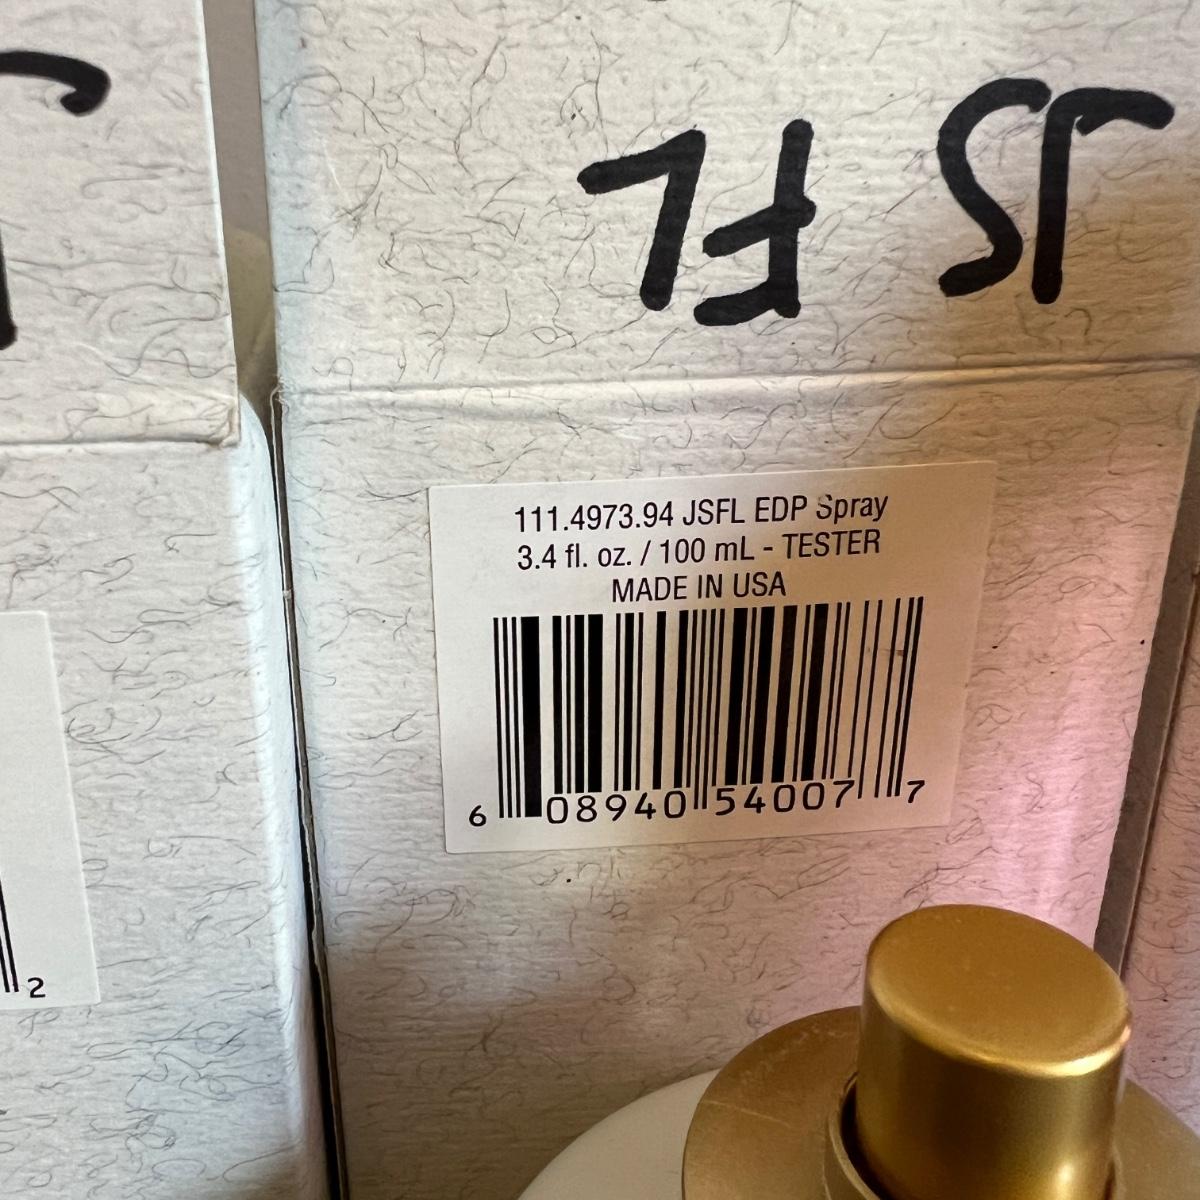 JS FL
111.4973.94 JSFL EDP Spray
3.4 fl. oz. / 100 mL - TESTER
MADE IN USA
6 08940 54007 7
2